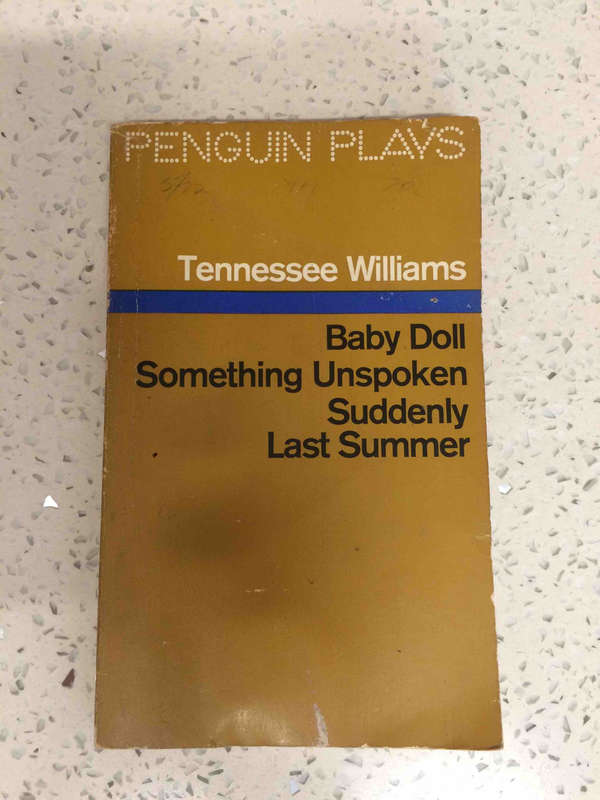 PENGUIN PLAYS
Tennessee Williams
Baby Doll
Something Unspoken
Suddenly
Last Summer